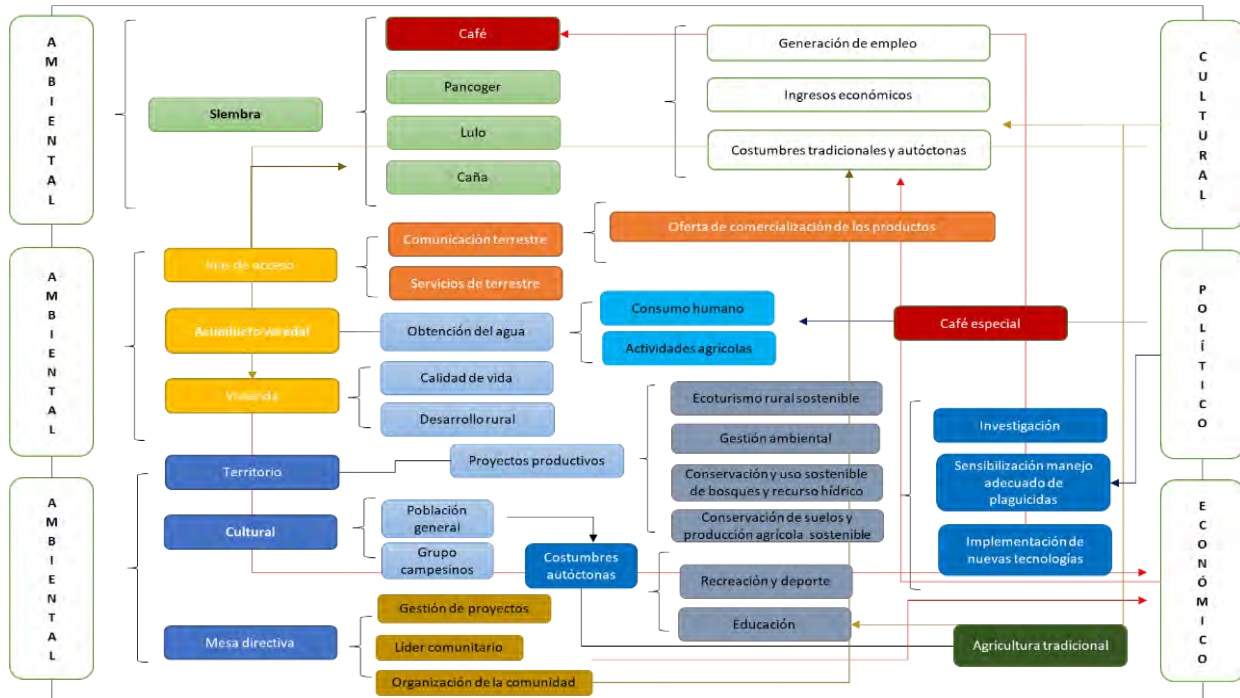 AMBIENTAL
Siembra
Café
Pancoger
Lulo
Caña
Generación de empleo
Ingresos económicos
Costumbres tradicionales y autóctonas
CULTURAL
AMBIENTAL
Vías de acceso
Acueducto veredal
Vivienda
Comunicación terrestre
Servicios de terrestre
Oferta de comercialización de los productos
Obtención del agua
Consumo humano
Actividades agrícolas
Calidad de vida
Desarrollo rural
Café especial
POLÍTICO
AMBIENTAL
Territorio
Cultural
Mesa directiva
Proyectos productivos
Población
general
Grupo
campesinos
Costumbres
autóctonas
Gestión de proyectos
Líder comunitario
Organización de la comunidad
Ecoturismo rural sostenible
Gestión ambiental
Conservación y uso sostenible
de bosques y recurso hídrico
Conservación de suelos y
producción agrícola sostenible
Recreación y deporte
Educación
Investigación
Sensibilización manejo
adecuado de
plaguicidas
Implementación de
nuevas tecnologías
Agricultura tradicional
ECONÓMICO